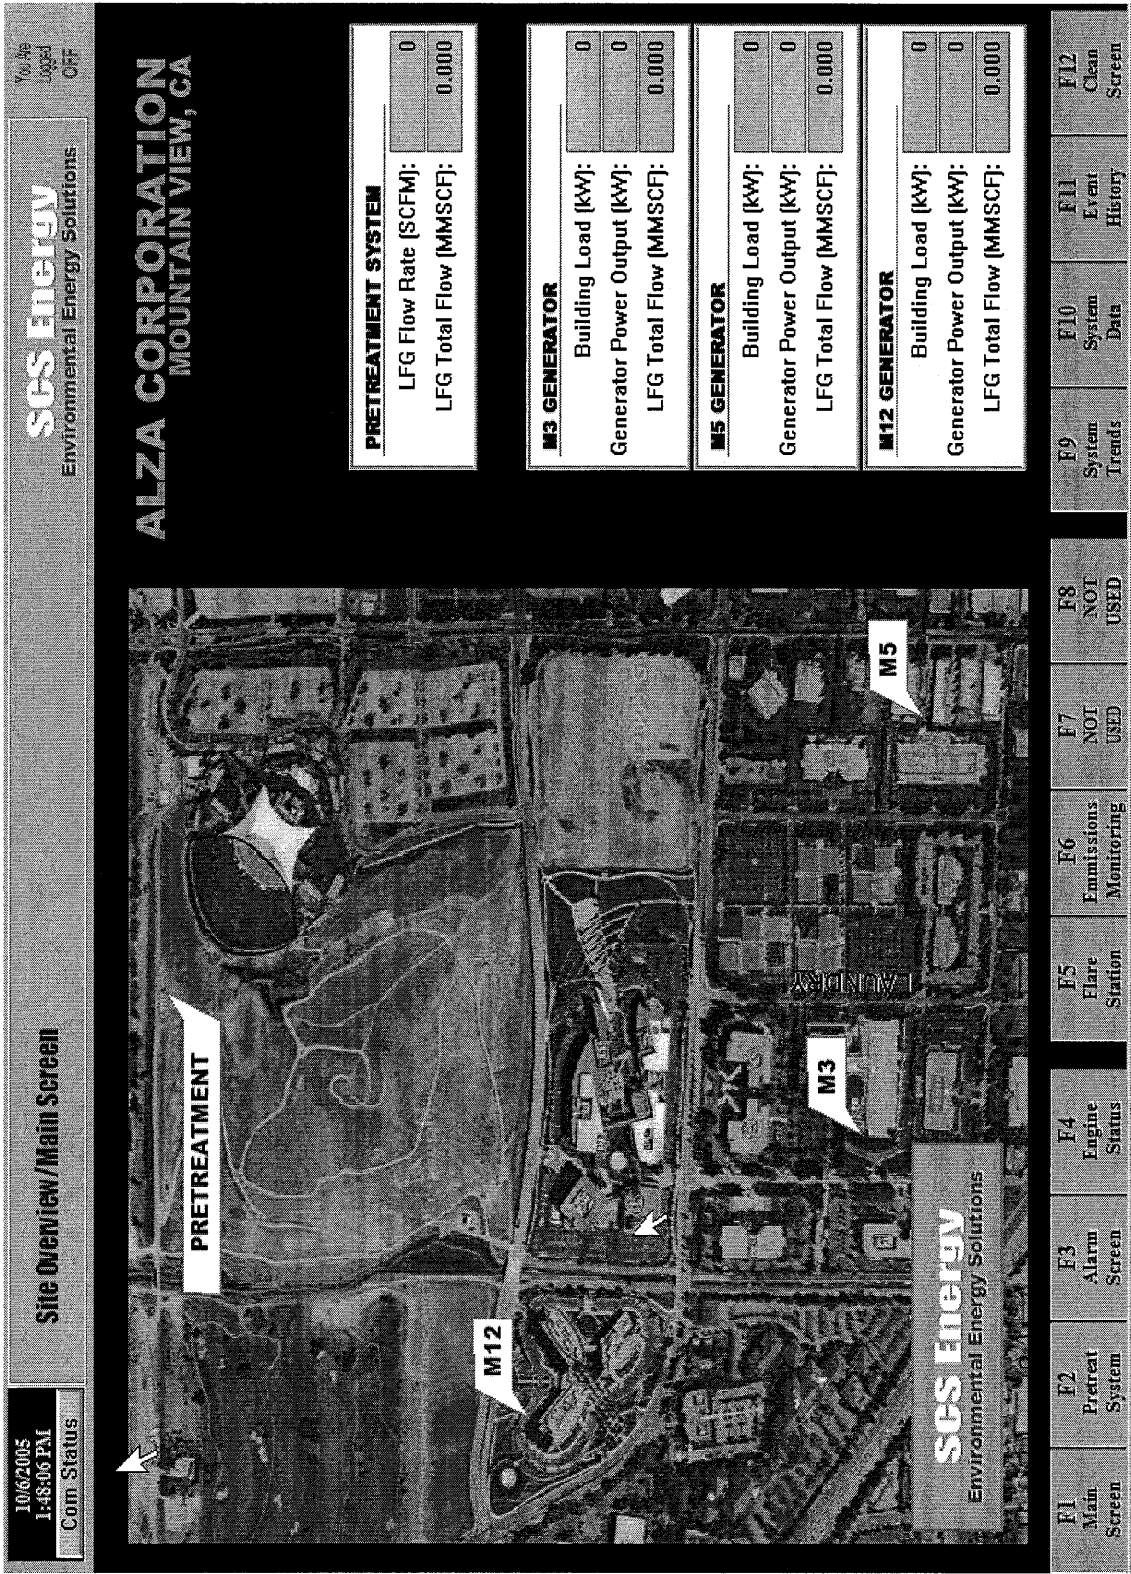 10/6/2005
1:48:06 PM
Com Status
Site Overview/Main Screen
SCS Energy
Environmental Energy Solutions
You Are
Logged
OFF
ALZA CORPORATION
MOUNTAIN VIEW, CA
PRETREATMENT
M12
M3
M5
LAUNDRY
SCS Energy
Environmental Energy Solutions
PRETREATMENT SYSTEM
LFG Flow Rate (SCFM): 0
LFG Total Flow (MMSCF): 0.000
M3 GENERATOR
Building Load (kW): 0
Generator Power Output (kW): 0
LFG Total Flow (MMSCF): 0.000
M5 GENERATOR
Building Load (kW): 0
Generator Power Output (kW): 0
LFG Total Flow (MMSCF): 0.000
M12 GENERATOR
Building Load (kW): 0
Generator Power Output (kW): 0
LFG Total Flow (MMSCF): 0.000
F1
Main
Screen
F2
Pretreat
System
F3
Alarm
Screen
F4
Engine
Status
F5
Flare
Station
F6
Emmissions
Monitoring
F7
NOT
USED
F8
NOT
USED
F9
System
Trends
F10
System
Data
F11
Event
History
F12
Clean
Screen